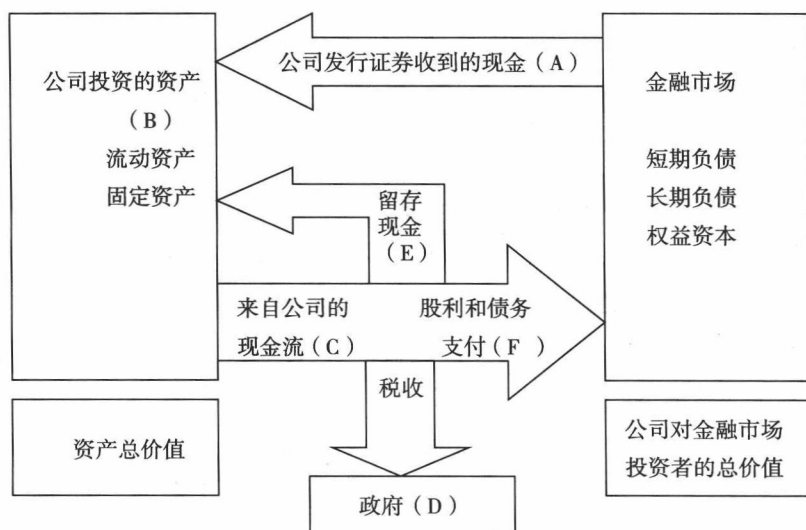 公司发行证券收到的现金（A）
公司投资的资产
（B）
流动资产
固定资产
金融市场
短期负债
长期负债
权益资本
留存
现金
（E）
来自公司的
现金流（C）
股利和债务
支付（F）
税收
资产总价值
公司对金融市场
投资者的总价值
政府（D）